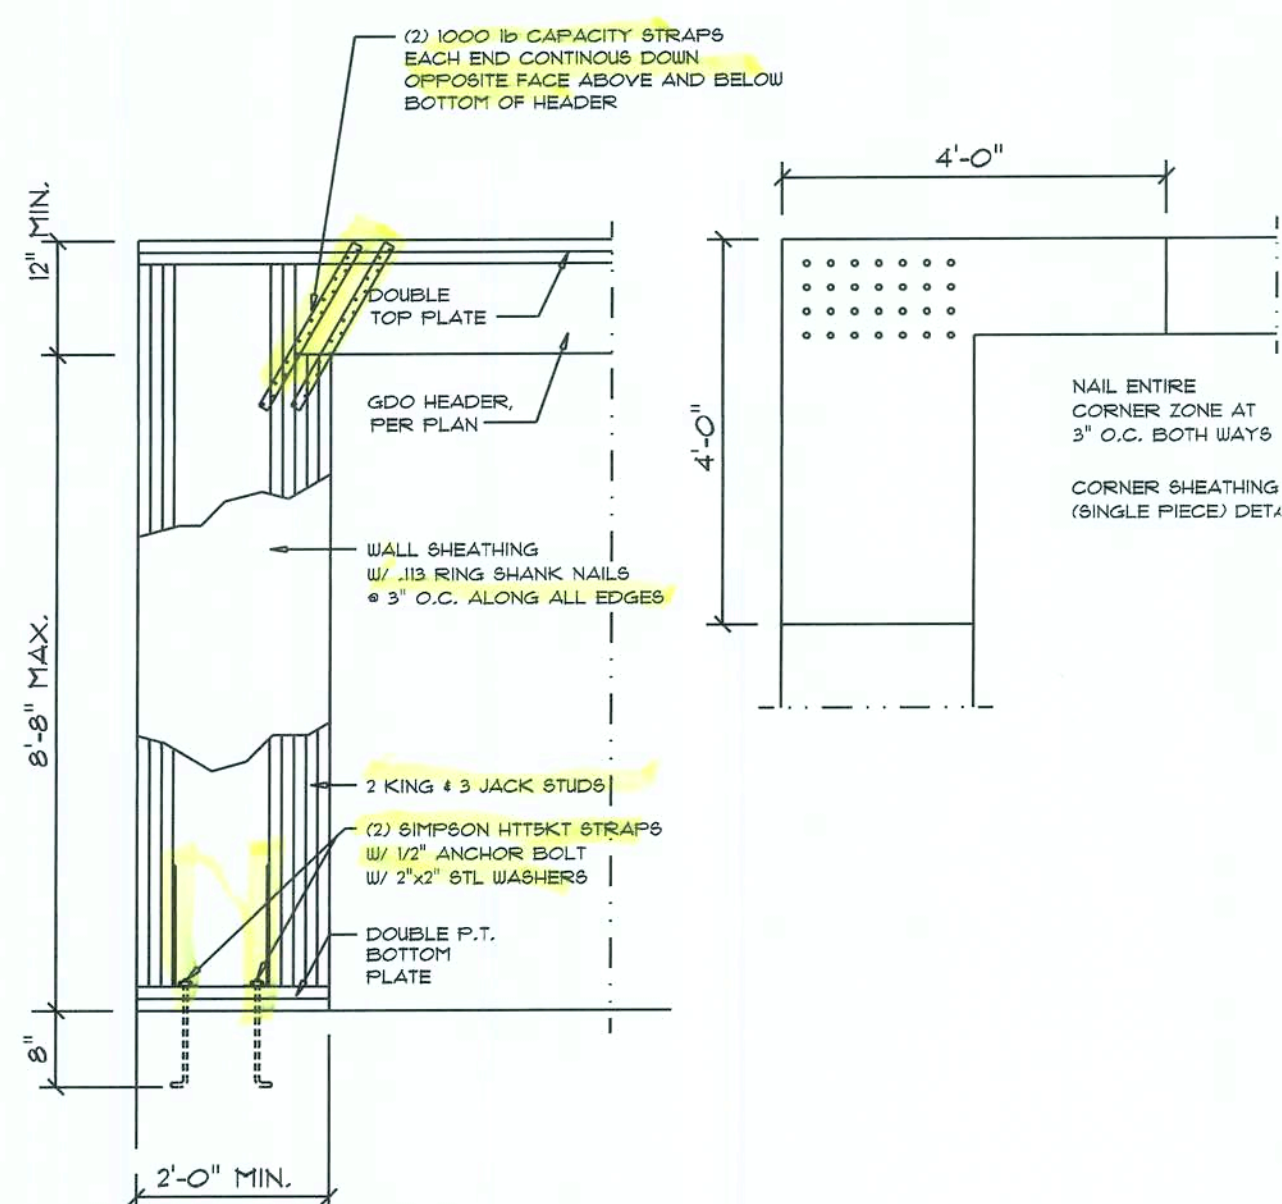 (2) 1000 lb CAPACITY STRAPS
EACH END CONTINOUS DOWN
OPPOSITE FACE ABOVE AND BELOW
BOTTOM OF HEADER
4'-0"
12" MIN.
DOUBLE
TOP PLATE
GDO HEADER,
PER PLAN
4'-0"
NAIL ENTIRE
CORNER ZONE AT
3" O.C. BOTH WAYS
CORNER SHEATHING
(SINGLE PIECE)
WALL SHEATHING
W/ .113 RING SHANK NAILS
@ 3" O.C. ALONG ALL EDGES
8'-8" MAX.
2 KING & 3 JACK STUDS
(2) SIMPSON HTT5KT STRAPS
W/ 1/2" ANCHOR BOLT
W/ 2"x2" STL WASHERS
DOUBLE P.T.
BOTTOM
PLATE
8"
2'-0" MIN.